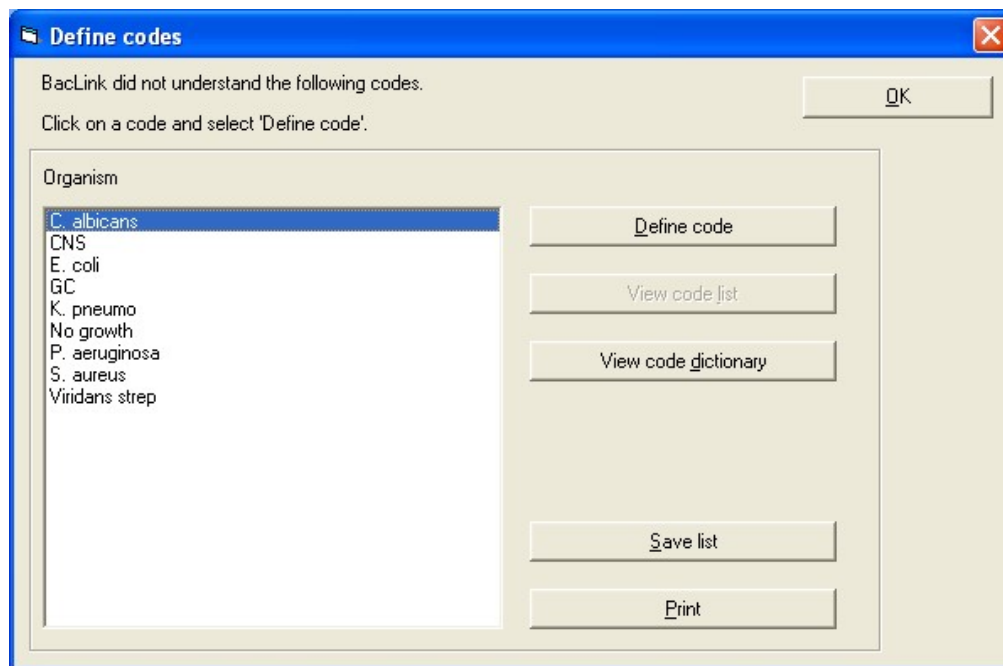 Define codes
BacLink did not understand the following codes.
OK
Click on a code and select 'Define code'.
Organism
C. albicans
CNS
E. coli
GC
K. pneumo
No growth
P. aeruginosa
S. aureus
Viridans strep
Define code
View code list
View code dictionary
Save list
Print